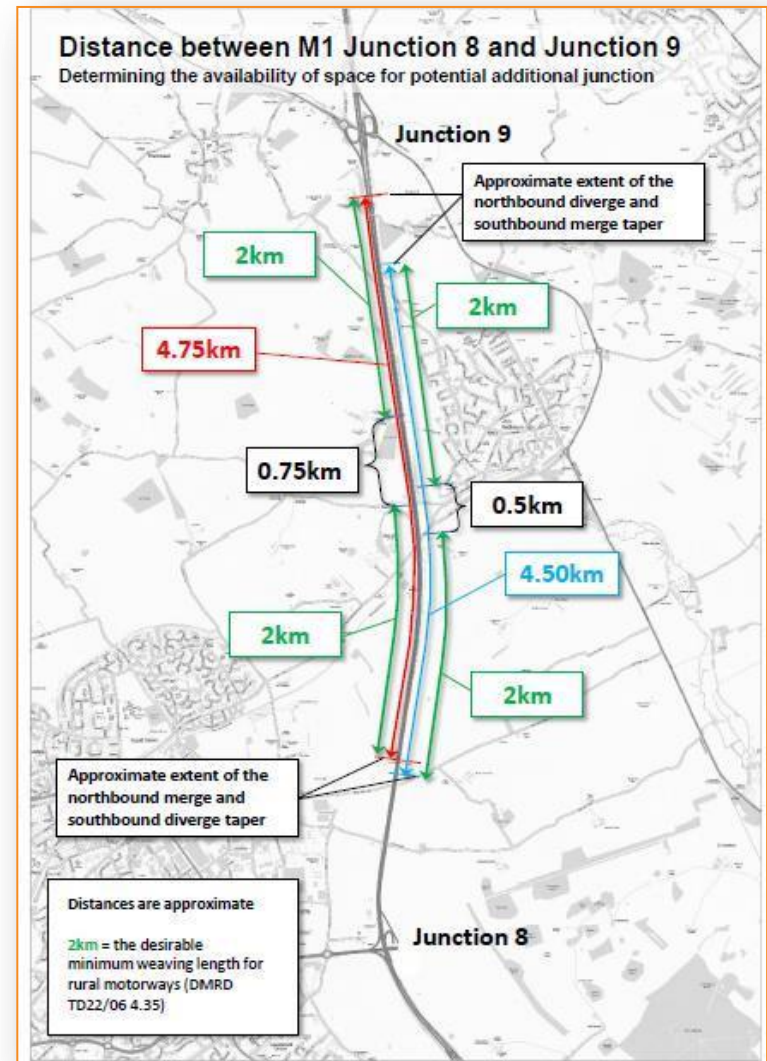 Distance between M1 Junction 8 and Junction 9
Determining the availability of space for potential additional junction
Junction 9
Approximate extent of the
northbound diverge and
southbound merge taper
2km
2km
4.75km
0.75km
0.5km
4.50km
2km
2km
Approximate extent of the
northbound merge and
southbound diverge taper
Distances are approximate
2km = the desirable
minimum weaving length for
rural motorways (DMRD
TD22/06 4.35)
Junction 8